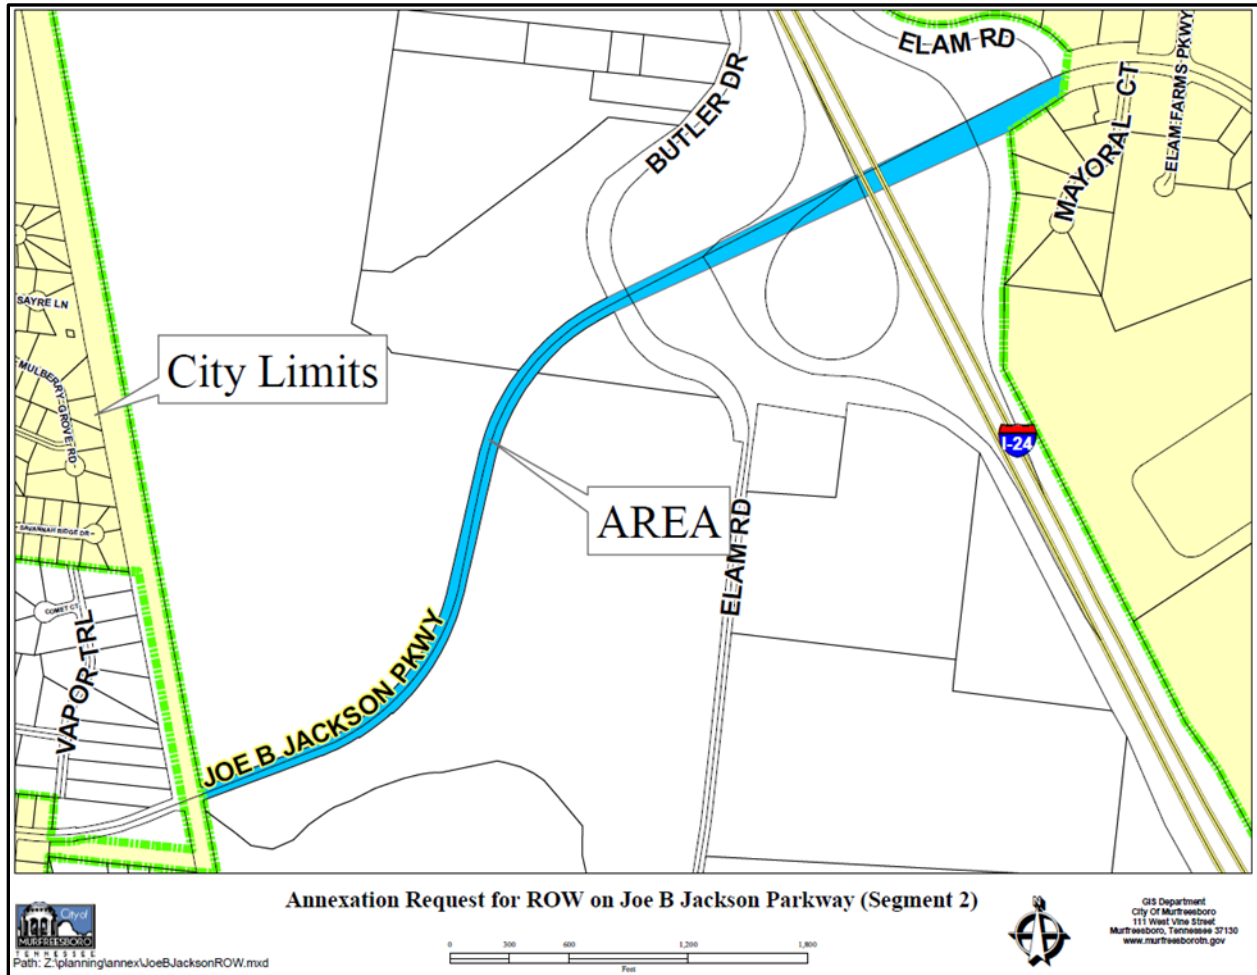 ELAM RD
ELAM FARMS PKWY
BUTLER DR
MAYORAL CT
SAYRE LN
City Limits
MULBERRY GROVE RD
I-24
AREA
SAVANNAH RIDGE DR
ELAM RD
COMET CT
VAPOR TRL
JOE B JACKSON PKWY
Annexation Request for ROW on Joe B Jackson Parkway (Segment 2)
N
City of
MURFREESBORO
TENNESSEE
Path: Z:\planning\annex\JoeBJacksonROW.mxd
0 300 600 1,200 1,800
Feet
GIS Department
City Of Murfreesboro
111 West Vine Street
Murfreesboro, Tennessee 37130
www.murfreesborotn.gov